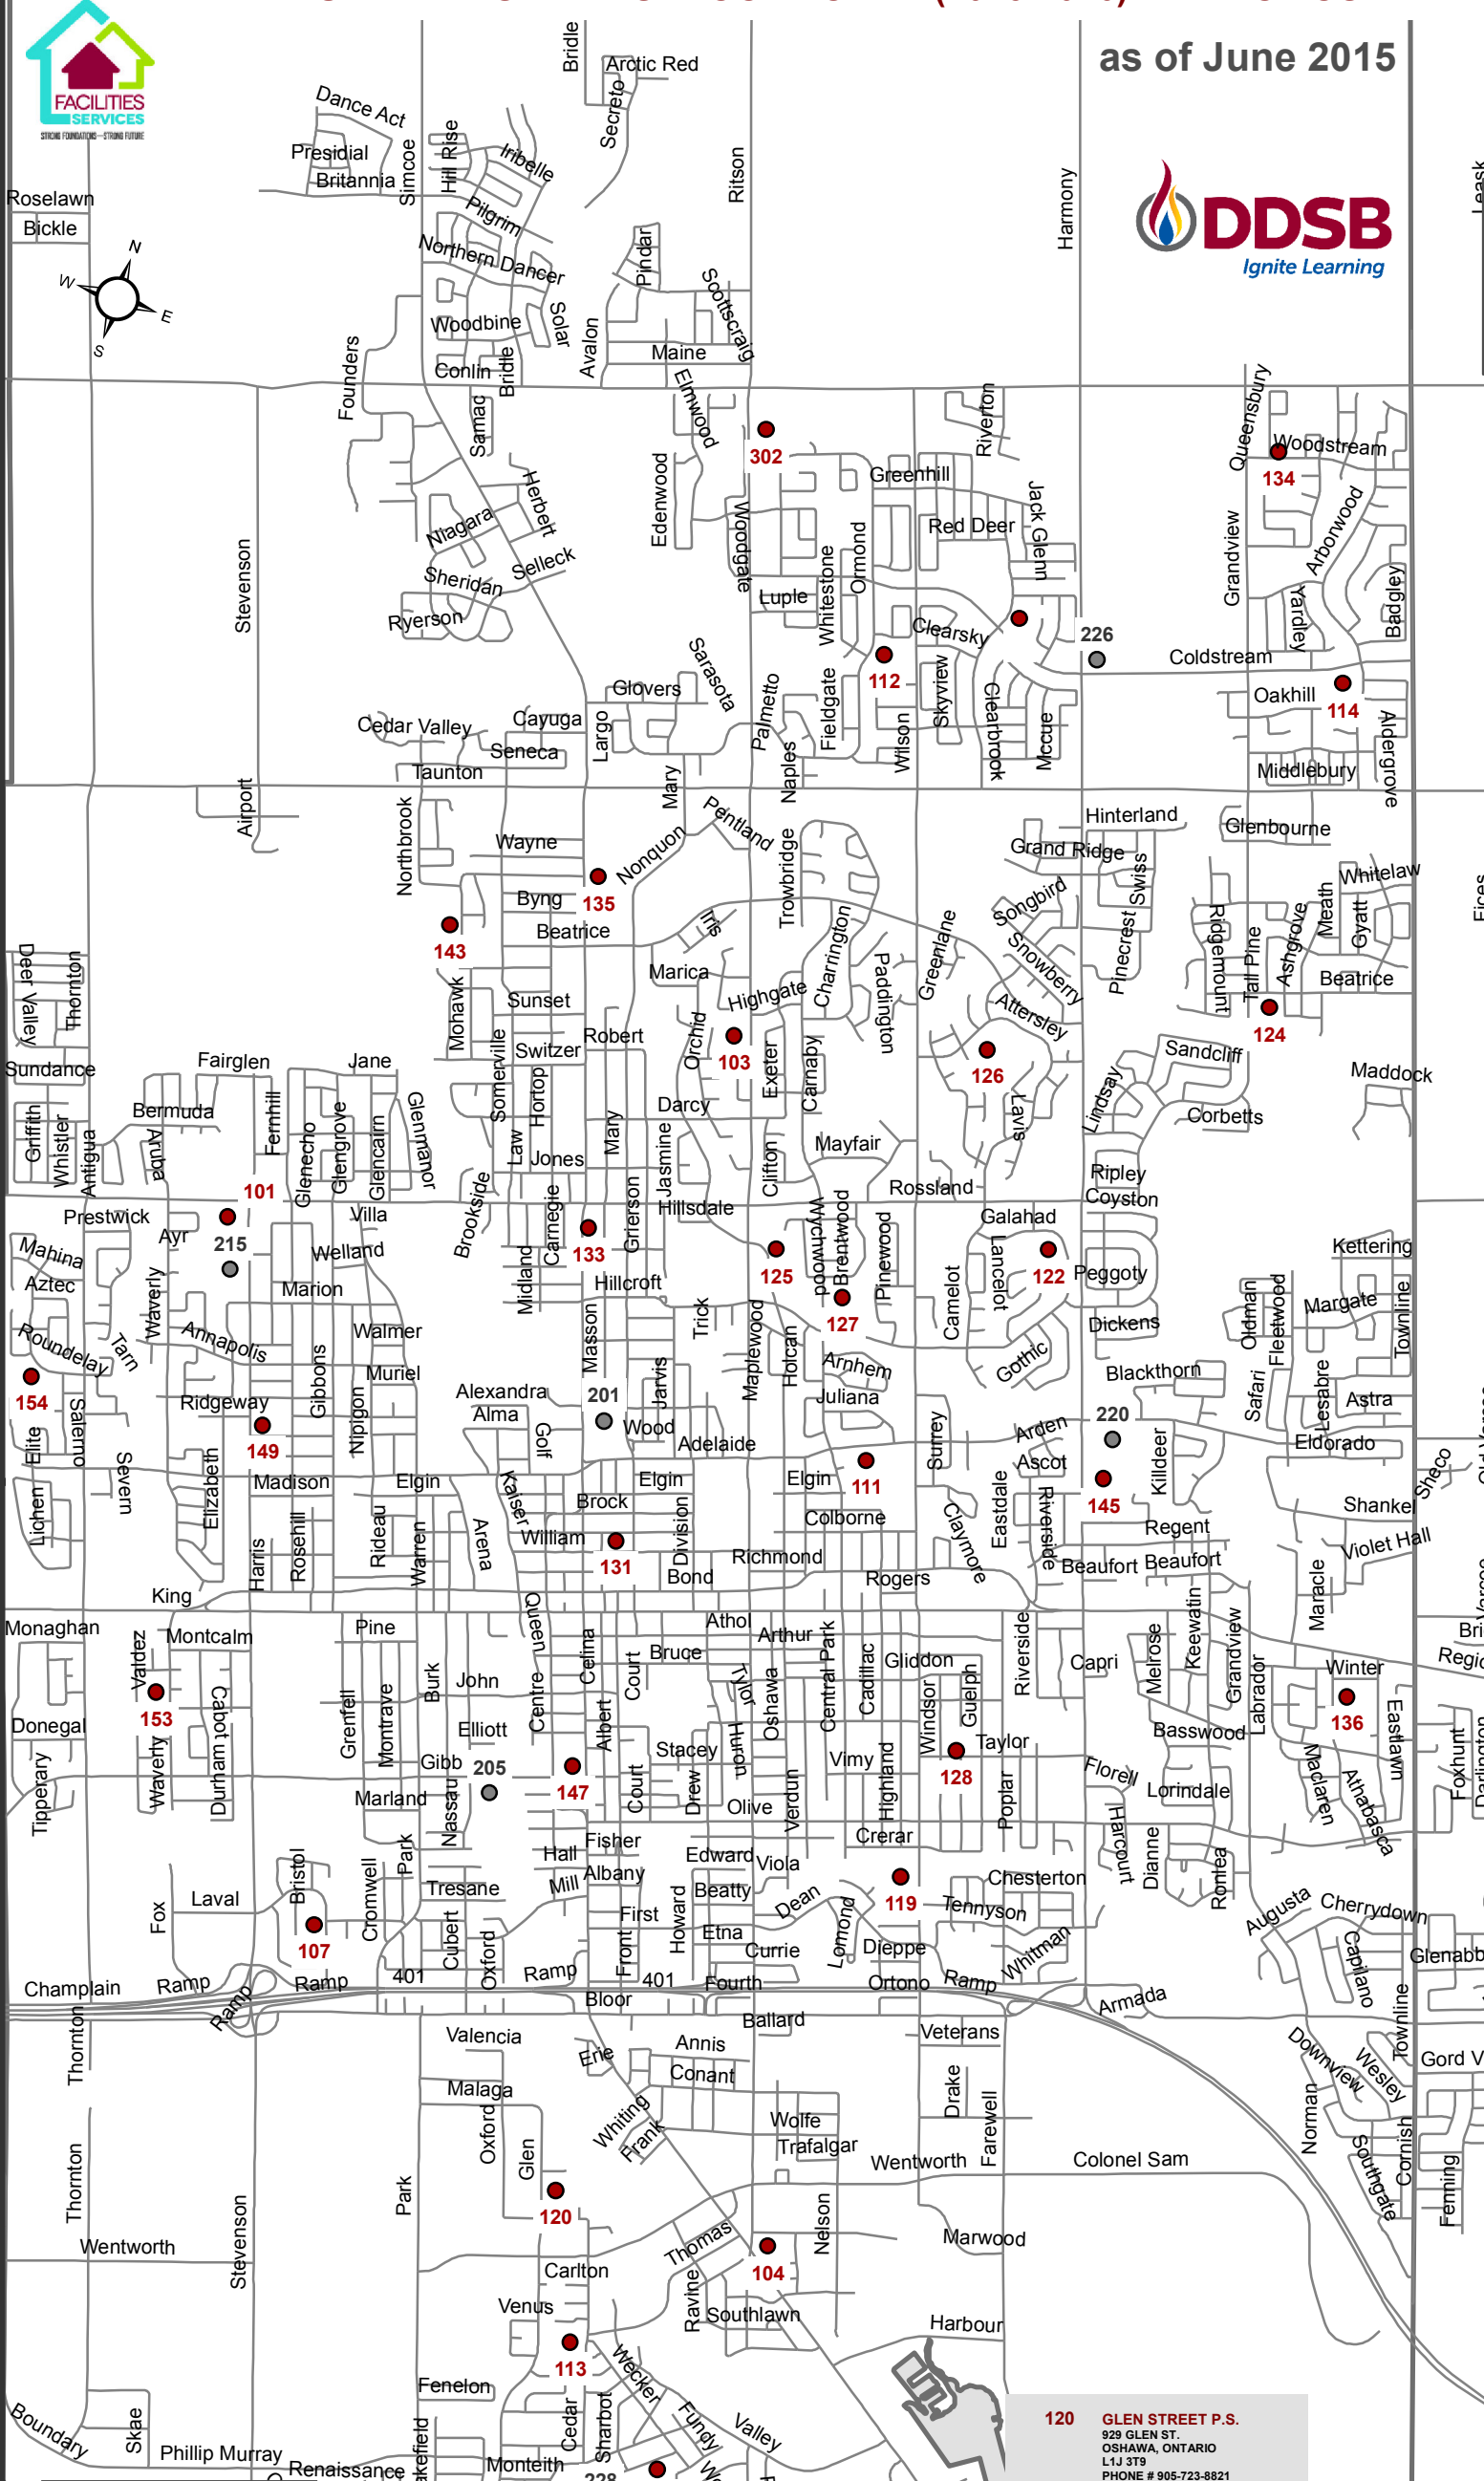 as of June 2015
FACILITIES
SERVICES
STRONG FOUNDATIONS—STRONG FUTURE
DDSB
Ignite Learning
N
W
E
S
Bridle
Arctic Red
Secreto
Dance Act
Presidial
Britannia
Simcoe
Hill Rise
Iribelle
Pilgrim
Ritson
Harmony
Leask
Roselawn
Bickle
Northern Dancer
Pindar
Scottscraig
Woodbine
Solar
Avalon
Maine
Conlin
Bridle
Founders
Samad
Elmwood
302
Riverton
Queensbury
Woodstream
134
Greenhill
Edenwood
Herbert
Niagara
Woodgate
Red Deer
Jack Glenn
Arborwood
Stevenson
Sheridan
Selleck
Ryerson
Luple
Whitestone
Ormond
Grandview
Yardley
Badgley
Clearsky
226
Coldstream
112
Sarasota
Glovers
Palmetto
Fieldgate
Skyview
Clearbrook
Mccue
Oakhill
114
Cedar Valley
Cayuga
Seneca
Largo
Wilson
Aldergrove
Taunton
Mary
Naples
Middlebury
Airport
Northbrook
Pentland
Hinterland
Glenbourne
Wayne
Nonquon
Trowbridge
Grand Ridge
Swiss
Whitelaw
135
Byng
Beatrice
143
Iris
Charrington
Songbird
Snowberry
Pinecrest
Ridgemount
Tall Pine
Ashgrove
Meath
Gyatt
Beatrice
Deer Valley
Thornton
Marica
Highgate
Paddington
Greenlane
Attersley
124
Mohawk
Sunset
Robert
Orchid
103
Exeter
Carnaby
126
Sandcliff
Maddock
Sundance
Fairglen
Jane
Somerville
Switzer
Hortop
Darcy
Lavis
Lindsay
Corbetts
Griffith
Whistler
Antigua
Bermuda
Aruba
Fernhill
Glenecho
Glengrove
Glencairn
Glenmanor
Law
Jones
Mary
Jasmine
Clifton
Mayfair
Ripley
Rossland
Coyston
101
Prestwick
Ayr
215
Villa
Welland
Brookside
Carnegie
133
Grierson
Hillsdale
Wychwood
Brentwood
Pinewood
Galahad
Lancelot
122
Peggoty
Kettering
Mahina
Aztec
Waverly
Marion
Midland
Hillcroft
125
127
Camelot
Dickens
Oldman
Fleetwood
Margate
Townline
Roundelay
Tarn
Annapolis
Walmer
Masson
Trick
Maplewood
Holcan
Arnhem
Gothic
154
Gibbons
Muriel
Alexandra
Jarvis
Juliana
Blackthorn
Safari
Lesabre
Astra
Ridgeway
149
Nipigon
Alma
Golf
201
Wood
Adelaide
Surrey
Arden
220
Eldorado
Elite
Salerno
Severn
Elizabeth
Madison
Elgin
Kaiser
Elgin
Elgin
111
Ascot
145
Killdeer
Sheco
Lichen
Brock
Colborne
Claymore
Eastdale
Riverside
Shankel
Harris
Rosehill
Rideau
Warren
Arena
William
131
Division
Richmond
Regent
Violet Hall
King
Bond
Rogers
Beaufort
Beaufort
Maracle
Monaghan
Valdez
Montcalm
Pine
Queen
Celina
Athol
Arthur
Court
Bruce
Central Park
Cadillac
Gliddon
Guelph
Riverside
Capri
Melrose
Keewatin
Grandview
Labrador
Winter
136
153
Donegal
Cabot
Durham
Grenfell
Montrave
Burk
John
Centre
Albert
Tylor
Oshawa
Windsor
Basswood
Eastlawn
Tipperary
Waverly
Elliott
Gibb
205
147
Stacey
Huron
Vimy
Highland
128
Taylor
Florell
Lorindale
Maclaren
Athabasca
Foxhunt
Darlington
Marland
Nassau
Court
Drew
Olive
Verdun
Poplar
Harcourt
Bristol
Park
Hall
Fisher
Edward
Viola
Crerar
Chesterton
Dianne
Ronlea
Fox
Laval
Cromwell
Tresane
Mill
Albany
Beatty
Dean
119
Tennyson
Augusta
Cherrydown
107
Cubert
Oxford
First
Front
Howard
Etna
Currie
Lomond
Dieppe
Whitman
Capilano
Champlain
Ramp
Ramp
Ramp
401
Ramp
401
Fourth
Ortono
Ramp
Armada
Townline
Bloor
Ballard
Thornton
Valencia
Erie
Annis
Conant
Veterans
Downview
Wesley
Malaga
Oxford
Whiting
Frank
Wolfe
Trafalgar
Drake
Farewell
Norman
Southgate
Cornish
Fenning
Thornton
Glen
Wentworth
Colonel Sam
Park
120
Wentworth
Stevenson
Thomas
104
Nelson
Marwood
Carlton
Venus
Ravine
Southlawn
Harbour
113
Wecker
Fenelon
Cedar
Sharbot
Fundy
Valley
Boundary
Skae
Phillip Murray
Renaissance
Monteith
228
120 GLEN STREET P.S.
929 GLEN ST.
OSHAWA, ONTARIO
L1J 3T9
PHONE # 905-723-8821